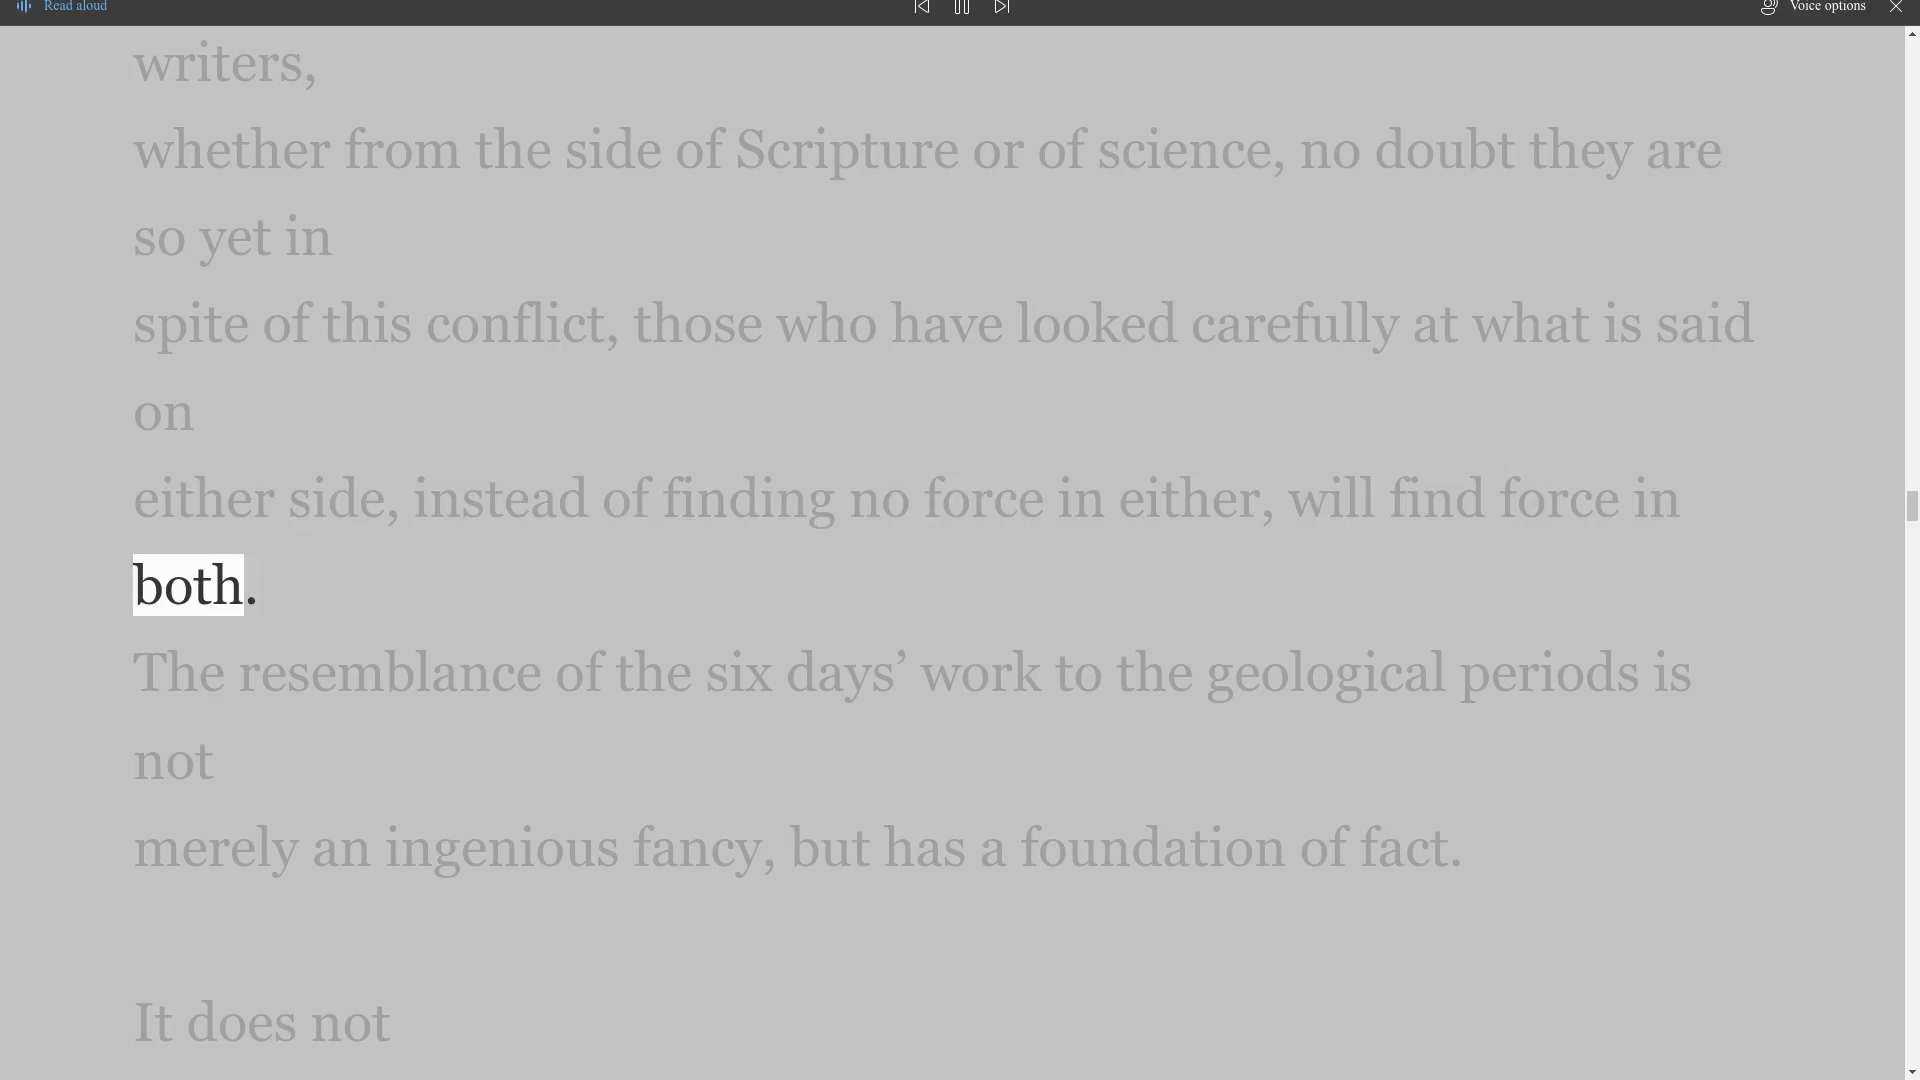 Read aloud
Voice options
writers,
whether from the side of Scripture or of science, no doubt they are
so yet in
spite of this conflict, those who have looked carefully at what is said
on
either side, instead of finding no force in either, will find force in
both.
The resemblance of the six days’ work to the geological periods is
not
merely an ingenious fancy, but has a foundation of fact.
It does not